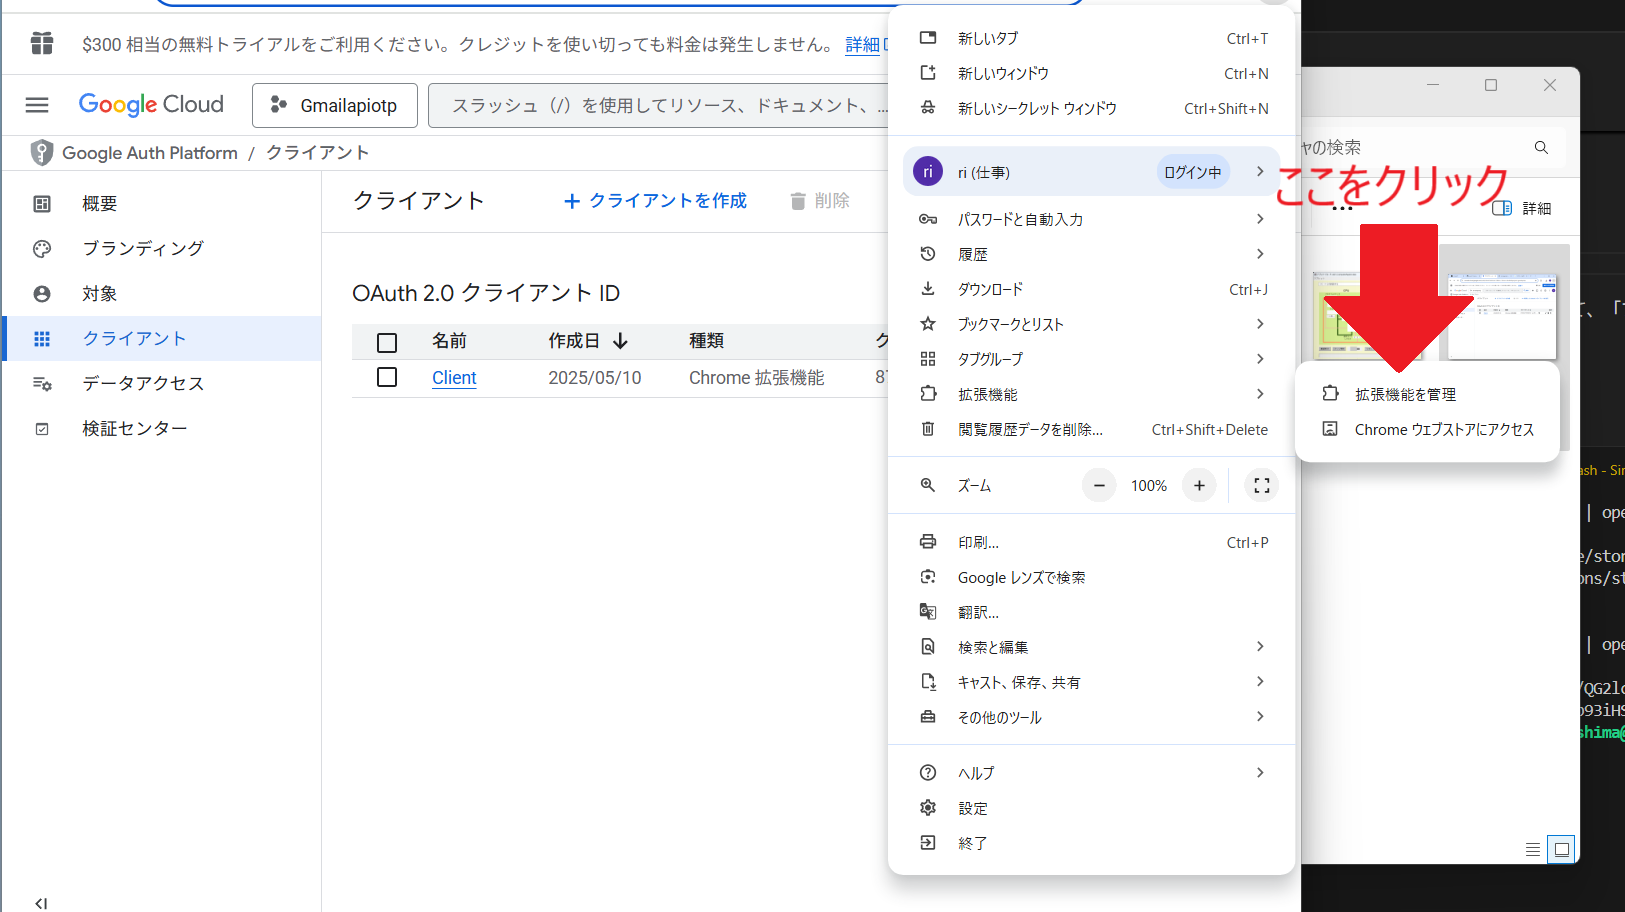 $300 相当の無料トライアルをご利用ください。クレジットを使い切っても料金は発生しません。 詳細
Google Cloud
Gmailapiotp
スラッシュ（/）を使用してリソース、ドキュメント、...
Google Auth Platform / クライアント
概要
ブランディング
対象
クライアント
データアクセス
検証センター
クライアント
+ クライアントを作成
削除
OAuth 2.0 クライアント ID
名前 作成日 種類 ク
Client 2025/05/10 Chrome 拡張機能 87
新しいタブ Ctrl+T
新しいウィンドウ Ctrl+N
新しいシークレット ウィンドウ Ctrl+Shift+N
ri ri (仕事) ログイン中
パスワードと自動入力
履歴
ダウンロード Ctrl+J
ブックマークとリスト
タブグループ
拡張機能
閲覧履歴データを削除... Ctrl+Shift+Delete
ズーム − 100% +
印刷... Ctrl+P
Google レンズで検索
翻訳...
検索と編集
キャスト、保存、共有
その他のツール
ヘルプ
設定
終了
ャの検索
ここをクリック
... 詳細
拡張機能を管理
Chrome ウェブストアにアクセス
ash - Sir
| ope
e/stor
ons/st
| ope
/QG2lc
o93iHS
shima@